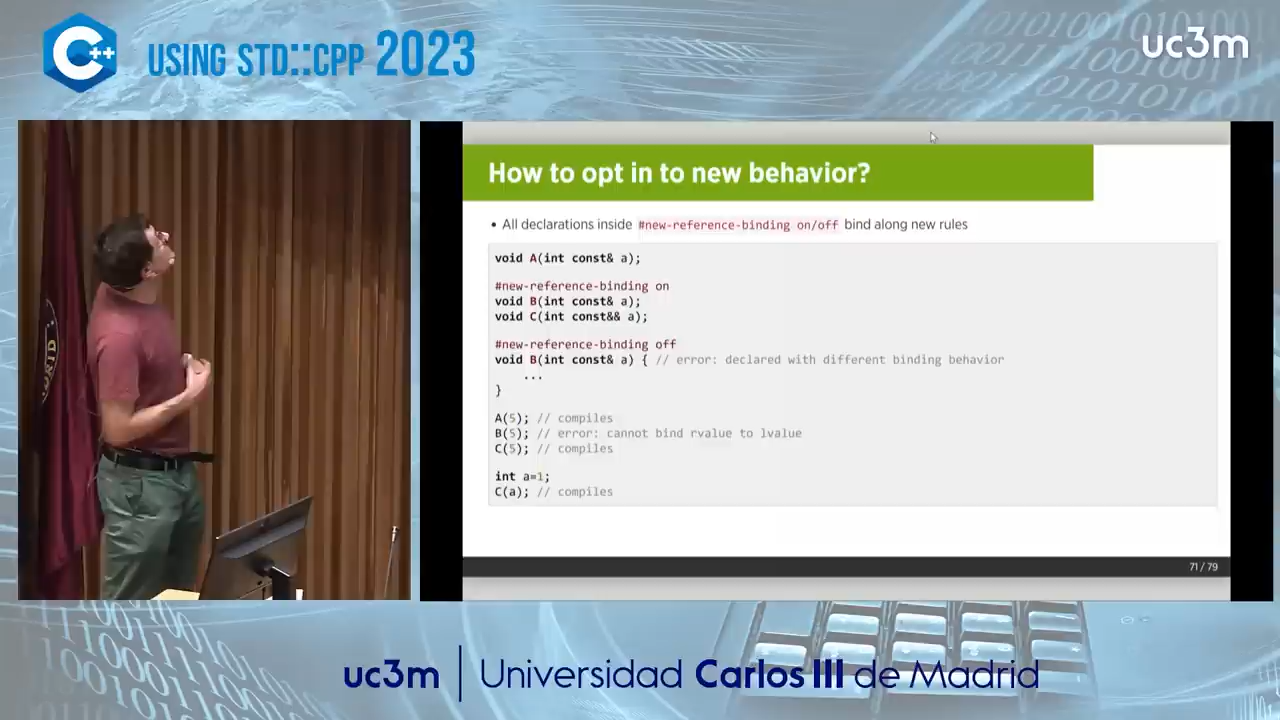 C++
USING STD::CPP 2023
uc3m
How to opt in to new behavior?
• All declarations inside #new-reference-binding on/off bind along new rules
void A(int const& a);
#new-reference-binding on
void B(int const& a);
void C(int const&& a);
#new-reference-binding off
void B(int const& a) { // error: declared with different binding behavior
...
}
A(5); // compiles
B(5); // error: cannot bind rvalue to lvalue
C(5); // compiles
int a=1;
C(a); // compiles
71 / 79
uc3m | Universidad Carlos III de Madrid